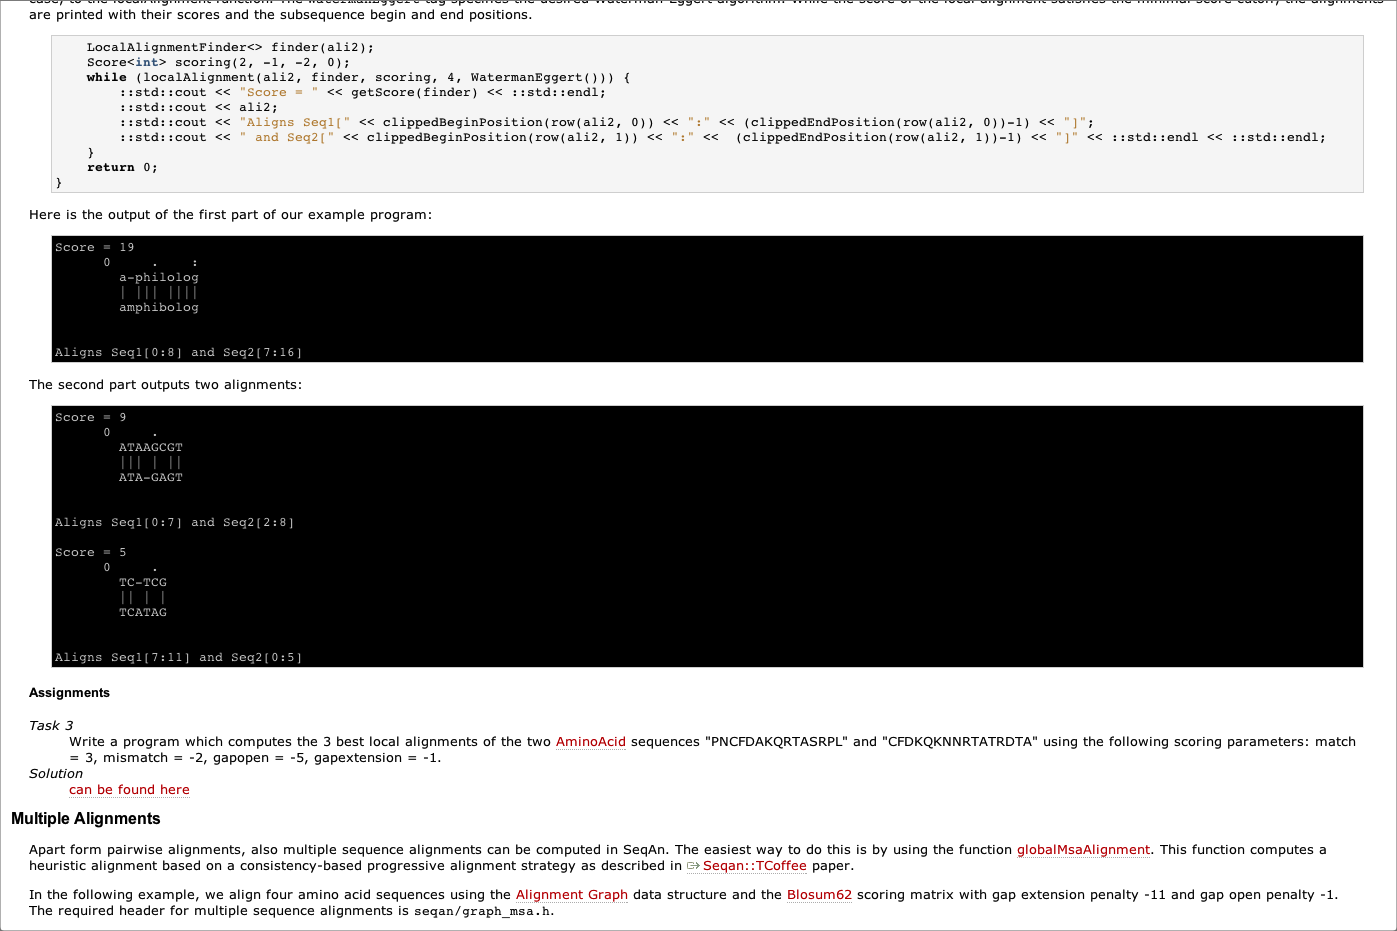 are printed with their scores and the subsequence begin and end positions.
LocalAlignmentFinder<> finder(ali2);
Score<int> scoring(2, -1, -2, 0);
while (localAlignment(ali2, finder, scoring, 4, WatermanEggert())) {
::std::cout << "Score = " << getScore(finder) << ::std::endl;
::std::cout << ali2;
::std::cout << "Aligns Seq1[" << clippedBeginPosition(row(ali2, 0)) << ":" << (clippedEndPosition(row(ali2, 0))-1) << "]";
::std::cout << " and Seq2[" << clippedBeginPosition(row(ali2, 1)) << ":" <<  (clippedEndPosition(row(ali2, 1))-1) << "]" << ::std::endl << ::std::endl;
}
return 0;
}
Here is the output of the first part of our example program:
Score = 19
0     .    :
a-philolog
| ||| ||||
amphibolog
Aligns Seq1[0:8] and Seq2[7:16]
The second part outputs two alignments:
Score = 9
0     .
ATAAGCGT
||| | ||
ATA-GAGT
Aligns Seq1[0:7] and Seq2[2:8]
Score = 5
0     .
TC-TCG
|| | |
TCATAG
Aligns Seq1[7:11] and Seq2[0:5]
Assignments
Task 3
Write a program which computes the 3 best local alignments of the two AminoAcid sequences "PNCFDAKQRTASRPL" and "CFDKQKNNRTATRDTA" using the following scoring parameters: match
= 3, mismatch = -2, gapopen = -5, gapextension = -1.
Solution
can be found here
Multiple Alignments
Apart form pairwise alignments, also multiple sequence alignments can be computed in SeqAn. The easiest way to do this is by using the function globalMsaAlignment. This function computes a
heuristic alignment based on a consistency-based progressive alignment strategy as described in Seqan::TCoffee paper.
In the following example, we align four amino acid sequences using the Alignment Graph data structure and the Blosum62 scoring matrix with gap extension penalty -11 and gap open penalty -1.
The required header for multiple sequence alignments is seqan/graph_msa.h.